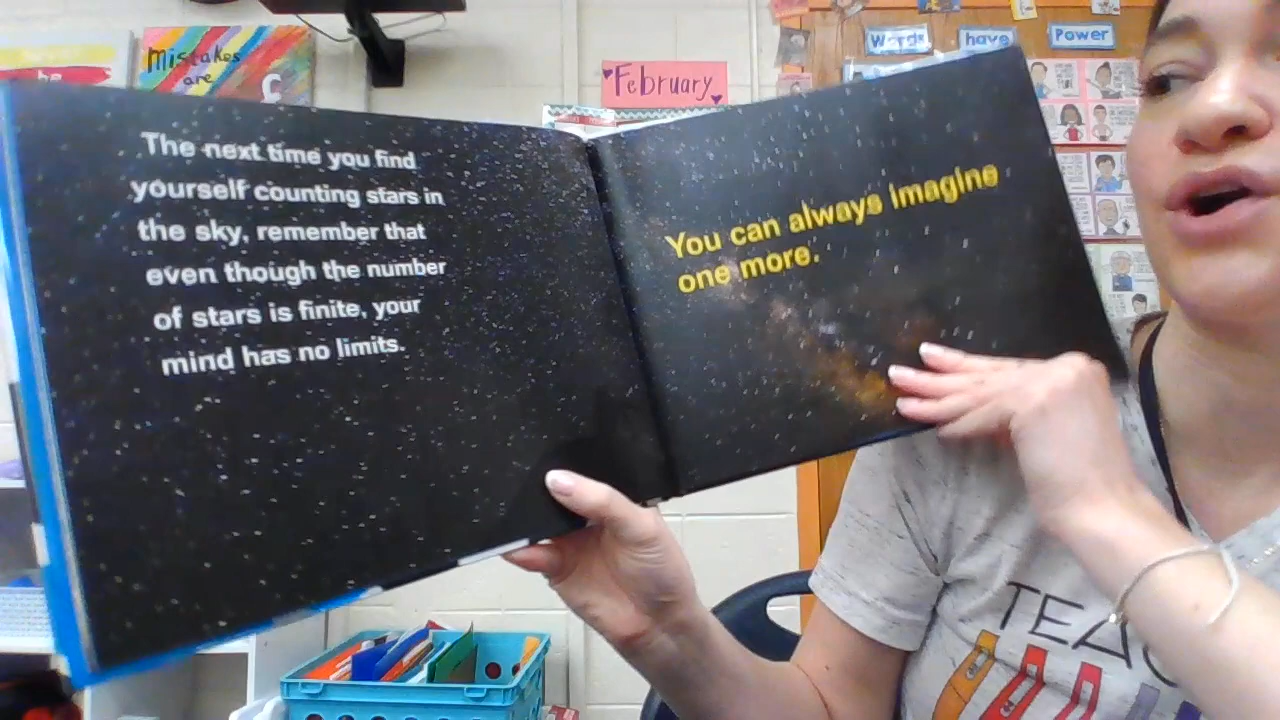 Mistakes
are
be
February
Words have Power
The next time you find
yourself counting stars in
the sky, remember that
even though the number
of stars is finite, your
mind has no limits.
You can always imagine
one more.
TEAC